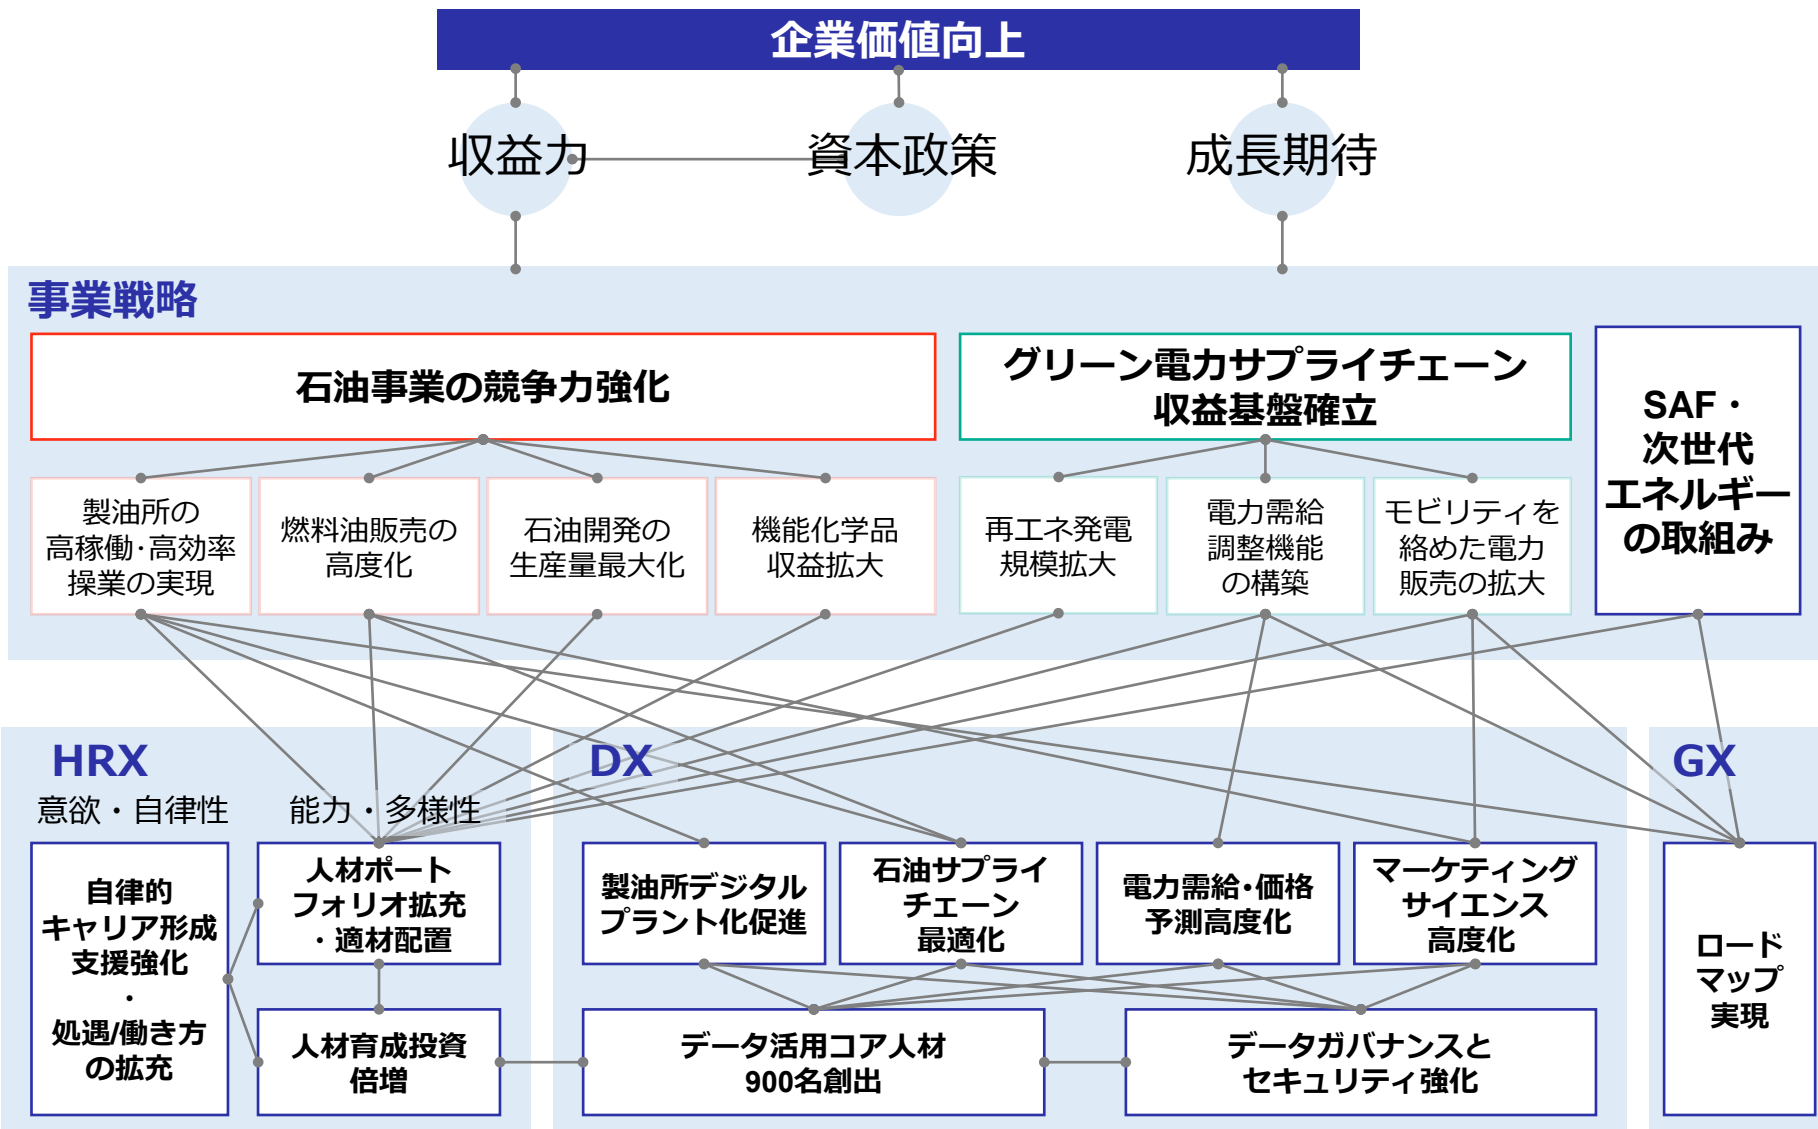 企業価値向上
収益力
資本政策
成長期待
事業戦略
石油事業の競争力強化
グリーン電力サプライチェーン
収益基盤確立
SAF・
次世代
エネルギー
の取組み
製油所の
高稼働･高効率
操業の実現
燃料油販売の
高度化
石油開発の
生産量最大化
機能化学品
収益拡大
再エネ発電
規模拡大
電力需給
調整機能
の構築
モビリティを
絡めた電力
販売の拡大
HRX
意欲・自律性
能力・多様性
自律的
キャリア形成
支援強化
・
処遇/働き方
の拡充
人材ポート
フォリオ拡充
・適材配置
人材育成投資
倍増
DX
製油所デジタル
プラント化促進
石油サプライ
チェーン
最適化
電力需給･価格
予測高度化
マーケティング
サイエンス
高度化
データ活用コア人材
900名創出
データガバナンスと
セキュリティ強化
GX
ロード
マップ
実現